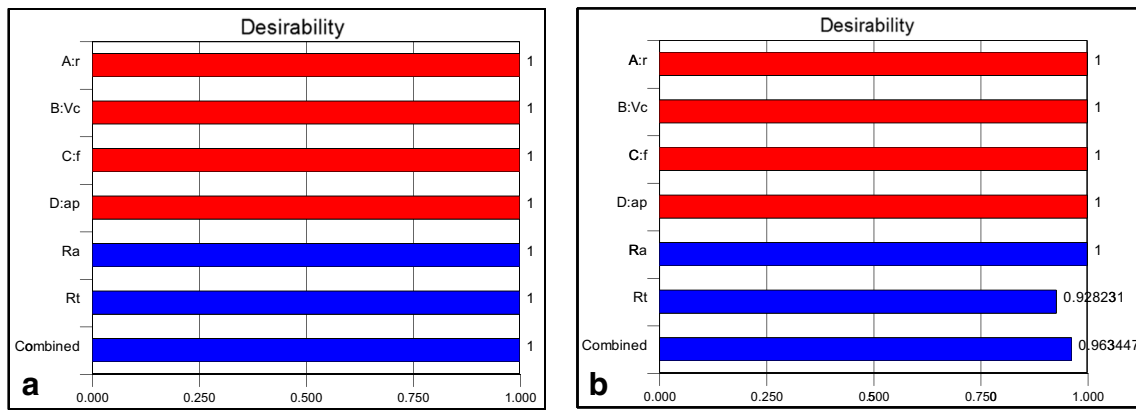 Desirability
A:r
1
B:Vc
1
C:f
1
D:ap
1
Ra
1
Rt
1
Combined
1
0.000
0.250
0.500
0.750
1.000
a
Desirability
A:r
1
B:Vc
1
C:f
1
D:ap
1
Ra
1
Rt
0.928231
Combined
0.963447
0.000
0.250
0.500
0.750
1.000
b